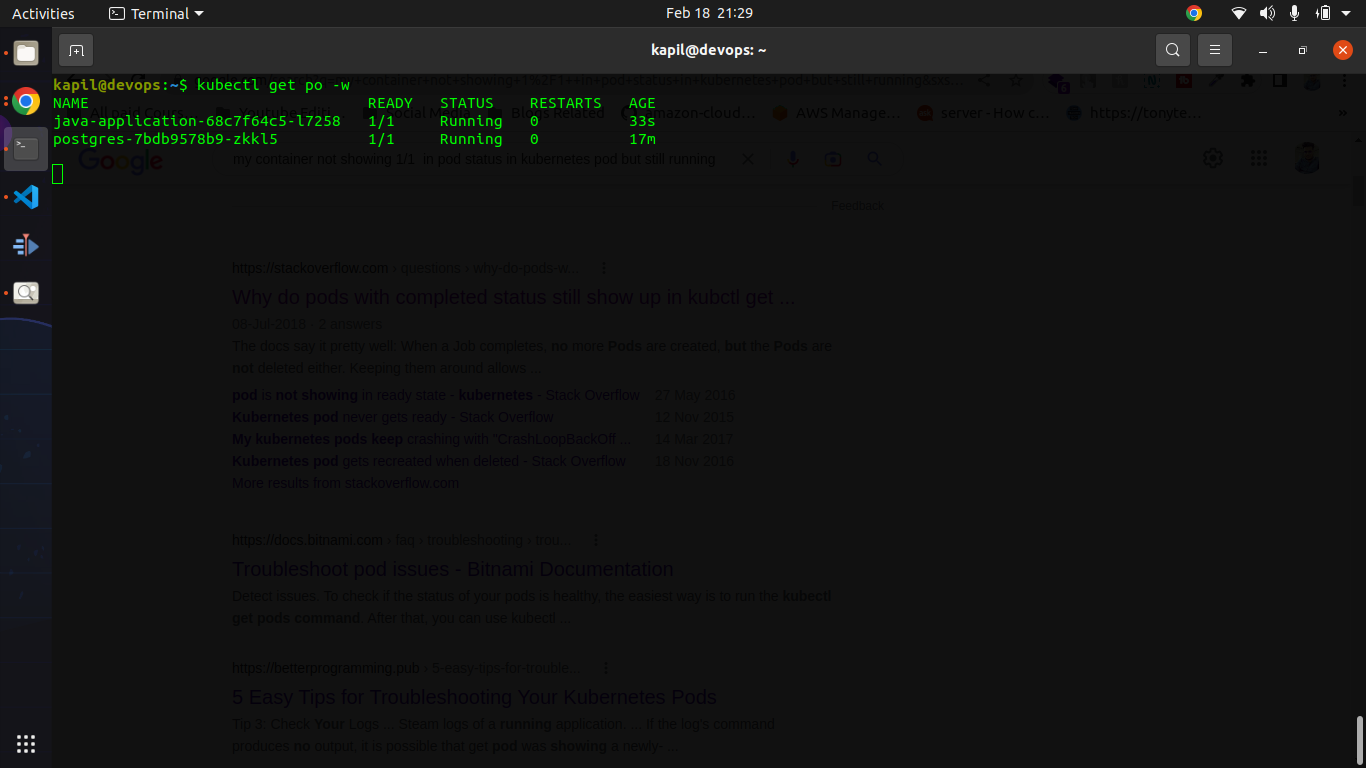 Activities Terminal Feb 18 21:29
kapil@devops: ~
kapil@devops:~$ kubectl get po -w
NAME READY STATUS RESTARTS AGE
java-application-68c7f64c5-l7258 1/1 Running 0 33s
postgres-7bdb9578b9-zkkl5 1/1 Running 0 17m
amazon-cloud… AWS Manage… server - How c… https://tonyte… »
Google my container not showing 1/1 in pod status in kubernetes pod but still running
Feedback
https://stackoverflow.com › questions › why-do-pods-w...
Why do pods with completed status still show up in kubctl get ...
08-Jul-2018 · 2 answers
The docs say it pretty well: When a Job completes, no more Pods are created, but the Pods are
not deleted either. Keeping them around allows ...
pod is not showing in ready state - kubernetes - Stack Overflow 27 May 2016
Kubernetes pod never gets ready - Stack Overflow 12 Nov 2015
My kubernetes pods keep crashing with "CrashLoopBackOff ... 14 Mar 2017
Kubernetes pod gets recreated when deleted - Stack Overflow 18 Nov 2016
More results from stackoverflow.com
https://docs.bitnami.com › faq › troubleshooting › trou...
Troubleshoot pod issues - Bitnami Documentation
Detect issues. To check if the status of your pods is healthy, the easiest way is to run the kubectl
get pods command. After that, you can use kubectl ...
https://betterprogramming.pub › 5-easy-tips-for-trouble...
5 Easy Tips for Troubleshooting Your Kubernetes Pods
Tip 3: Check Your Logs ... Steam logs of a running application. ... If the log's command
produces no output, it is possible that get pod was showing a newly- ...